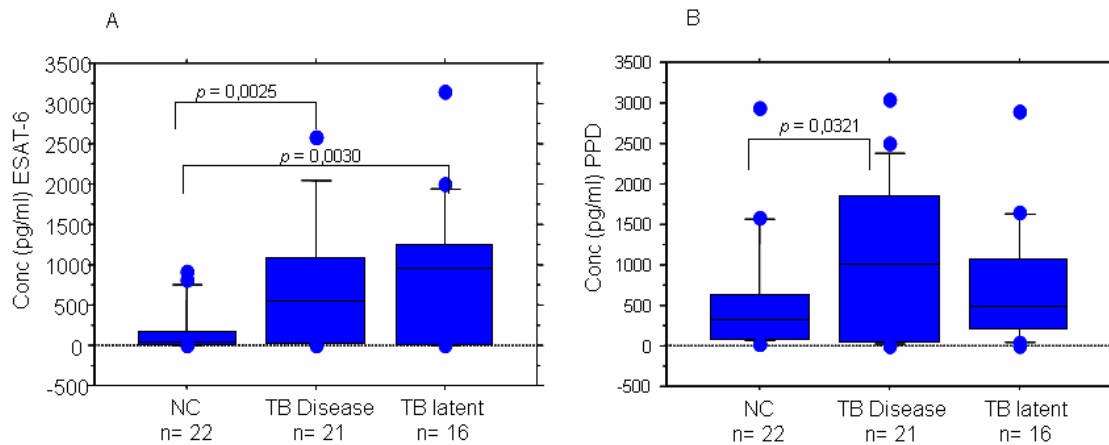 A
Conc (pg/ml) ESAT-6
3500
3000
2500
2000
1500
1000
500
0
-500
p = 0,0025
p = 0,0030
NC
n= 22
TB Disease
n= 21
TB latent
n= 16
B
Conc (pg/ml) PPD
3500
3000
2500
2000
1500
1000
500
0
-500
p = 0,0321
NC
n= 22
TB Disease
n= 21
TB latent
n= 16